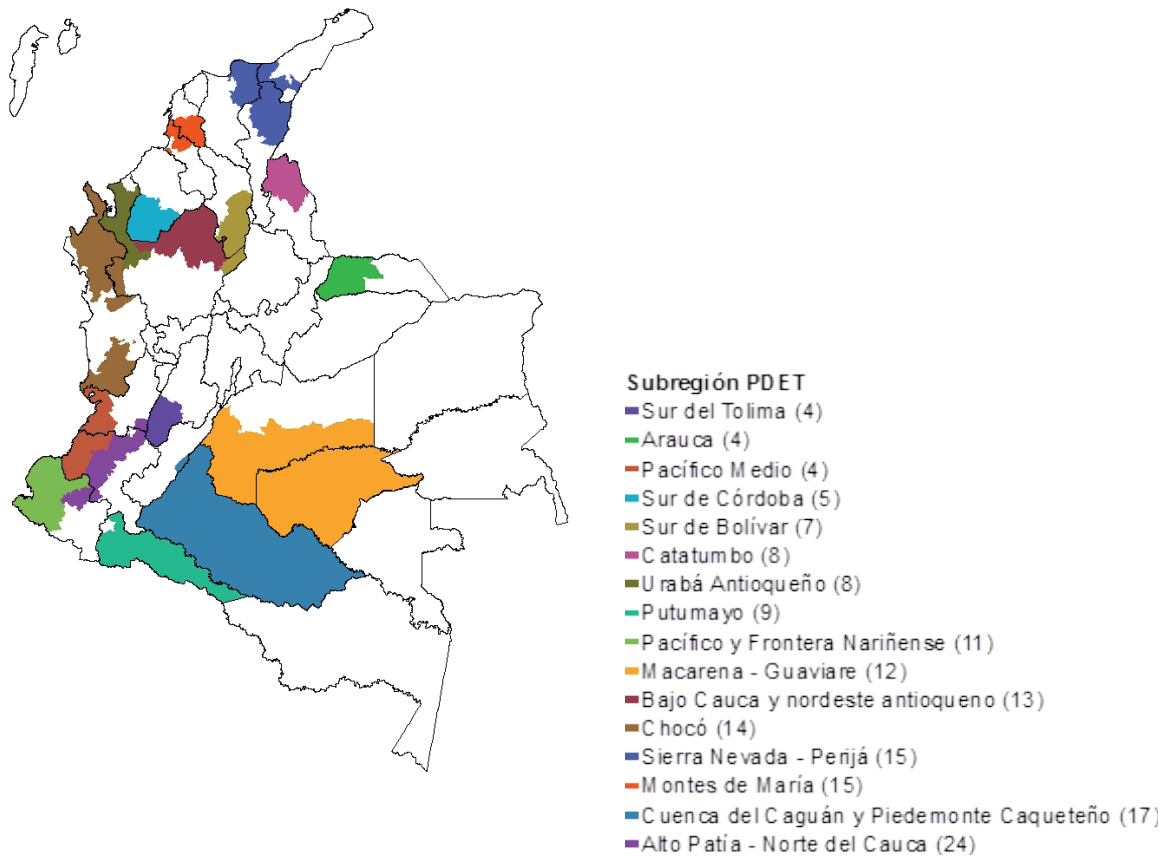 Subregión PDET
Sur del Tolima (4)
Arauca (4)
Pacífico Medio (4)
Sur de Córdoba (5)
Sur de Bolívar (7)
Catatumbo (8)
Urabá Antioqueño (8)
Putumayo (9)
Pacífico y Frontera Nariñense (11)
Macarena - Guaviare (12)
Bajo Cauca y nordeste antioqueno (13)
Chocó (14)
Sierra Nevada - Perijá (15)
Montes de María (15)
Cuenca del Caguán y Piedemonte Caqueteño (17)
Alto Patía - Norte del Cauca (24)